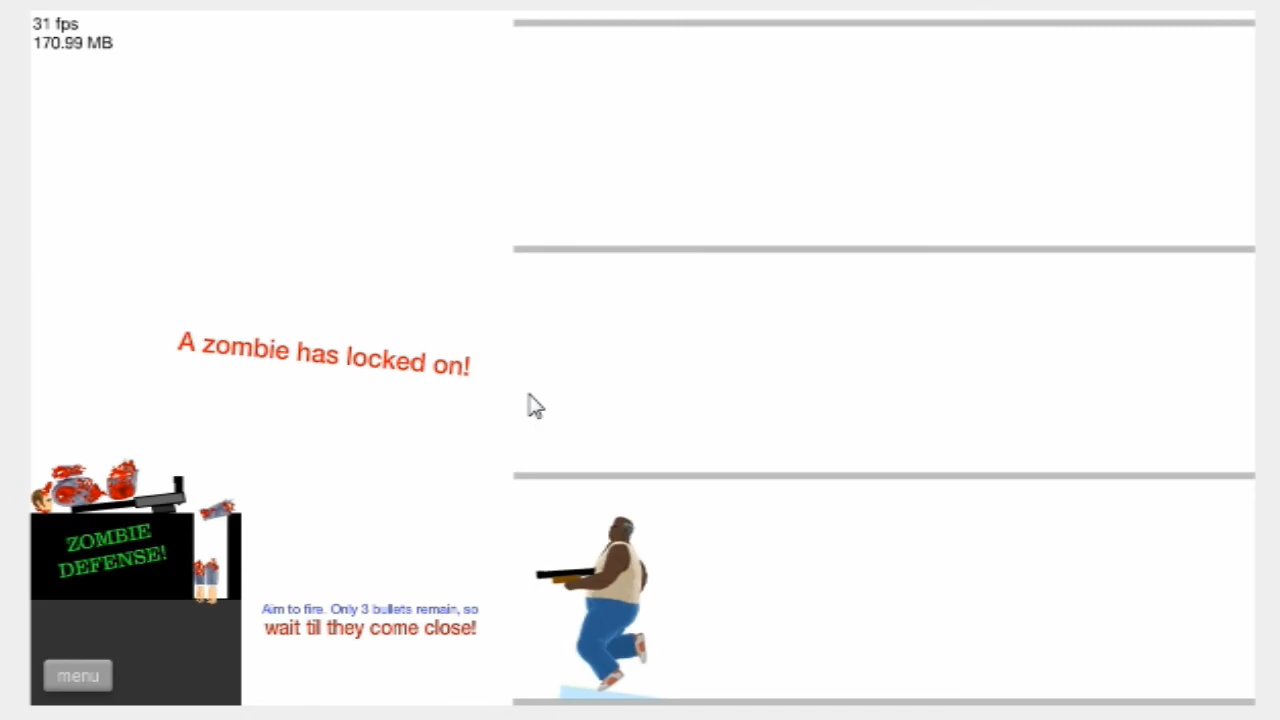 31 fps
170.99 MB
A zombie has locked on!
ZOMBIE
DEFENSE!
Aim to fire. Only 3 bullets remain, so
wait til they come close!
menu